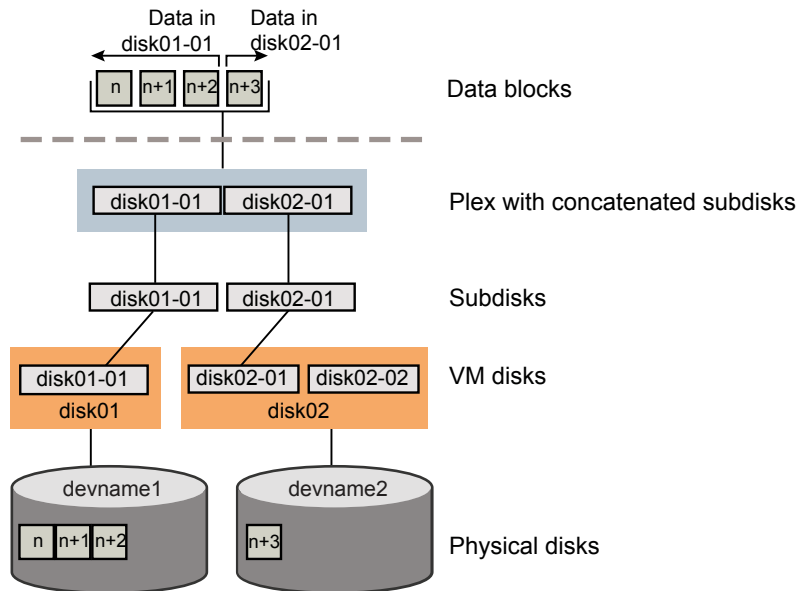 Data in
disk01-01
Data in
disk02-01
n n+1 n+2 n+3
Data blocks
disk01-01 disk02-01
Plex with concatenated subdisks
disk01-01 disk02-01
Subdisks
disk01-01 disk02-01 disk02-02
VM disks
disk01 disk02
devname1 devname2
n n+1 n+2 n+3
Physical disks